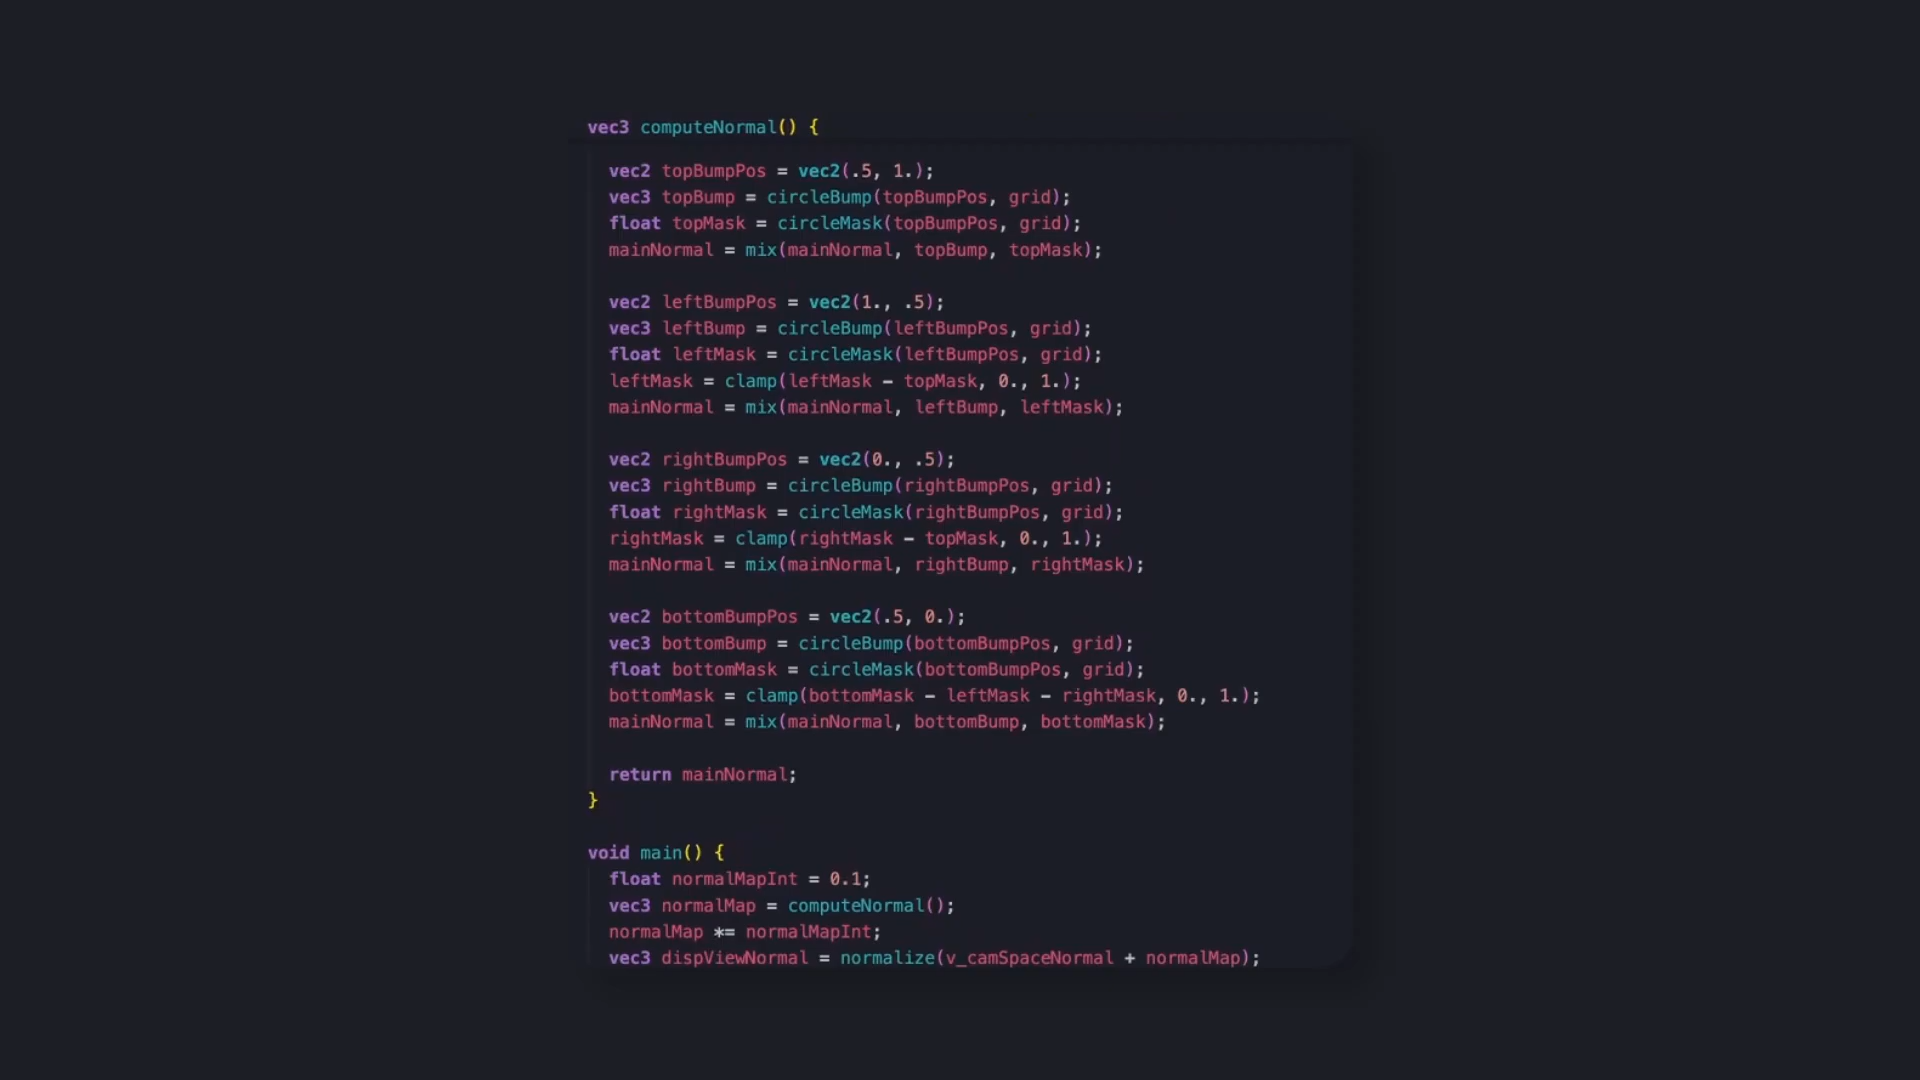 vec3 computeNormal() {
vec2 topBumpPos = vec2(.5, 1.);
vec3 topBump = circleBump(topBumpPos, grid);
float topMask = circleMask(topBumpPos, grid);
mainNormal = mix(mainNormal, topBump, topMask);
vec2 leftBumpPos = vec2(1., .5);
vec3 leftBump = circleBump(leftBumpPos, grid);
float leftMask = circleMask(leftBumpPos, grid);
leftMask = clamp(leftMask - topMask, 0., 1.);
mainNormal = mix(mainNormal, leftBump, leftMask);
vec2 rightBumpPos = vec2(0., .5);
vec3 rightBump = circleBump(rightBumpPos, grid);
float rightMask = circleMask(rightBumpPos, grid);
rightMask = clamp(rightMask - topMask, 0., 1.);
mainNormal = mix(mainNormal, rightBump, rightMask);
vec2 bottomBumpPos = vec2(.5, 0.);
vec3 bottomBump = circleBump(bottomBumpPos, grid);
float bottomMask = circleMask(bottomBumpPos, grid);
bottomMask = clamp(bottomMask - leftMask - rightMask, 0., 1.);
mainNormal = mix(mainNormal, bottomBump, bottomMask);
return mainNormal;
}
void main() {
float normalMapInt = 0.1;
vec3 normalMap = computeNormal();
normalMap *= normalMapInt;
vec3 dispViewNormal = normalize(v_camSpaceNormal + normalMap);